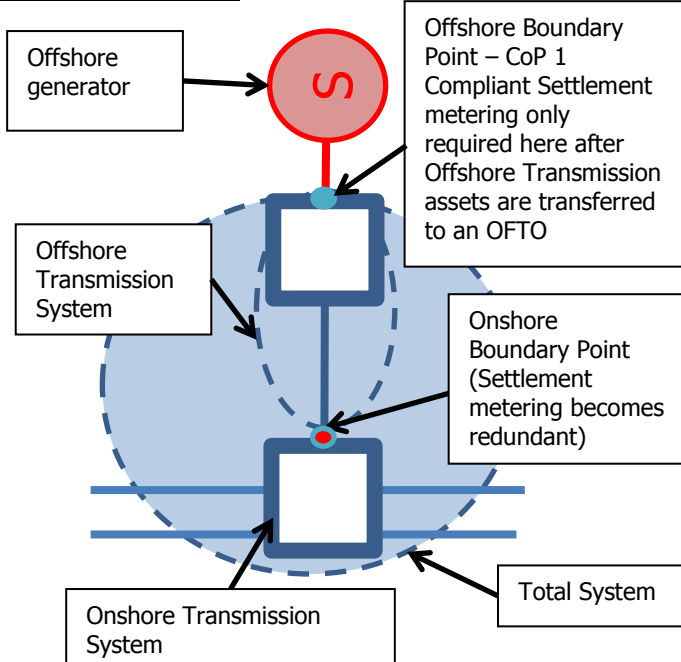 Offshore
generator
S
Offshore Boundary
Point – CoP 1
Compliant Settlement
metering only
required here after
Offshore Transmission
assets are transferred
to an OFTO
Offshore
Transmission
System
Onshore
Boundary Point
(Settlement
metering becomes
redundant)
Total System
Onshore Transmission
System